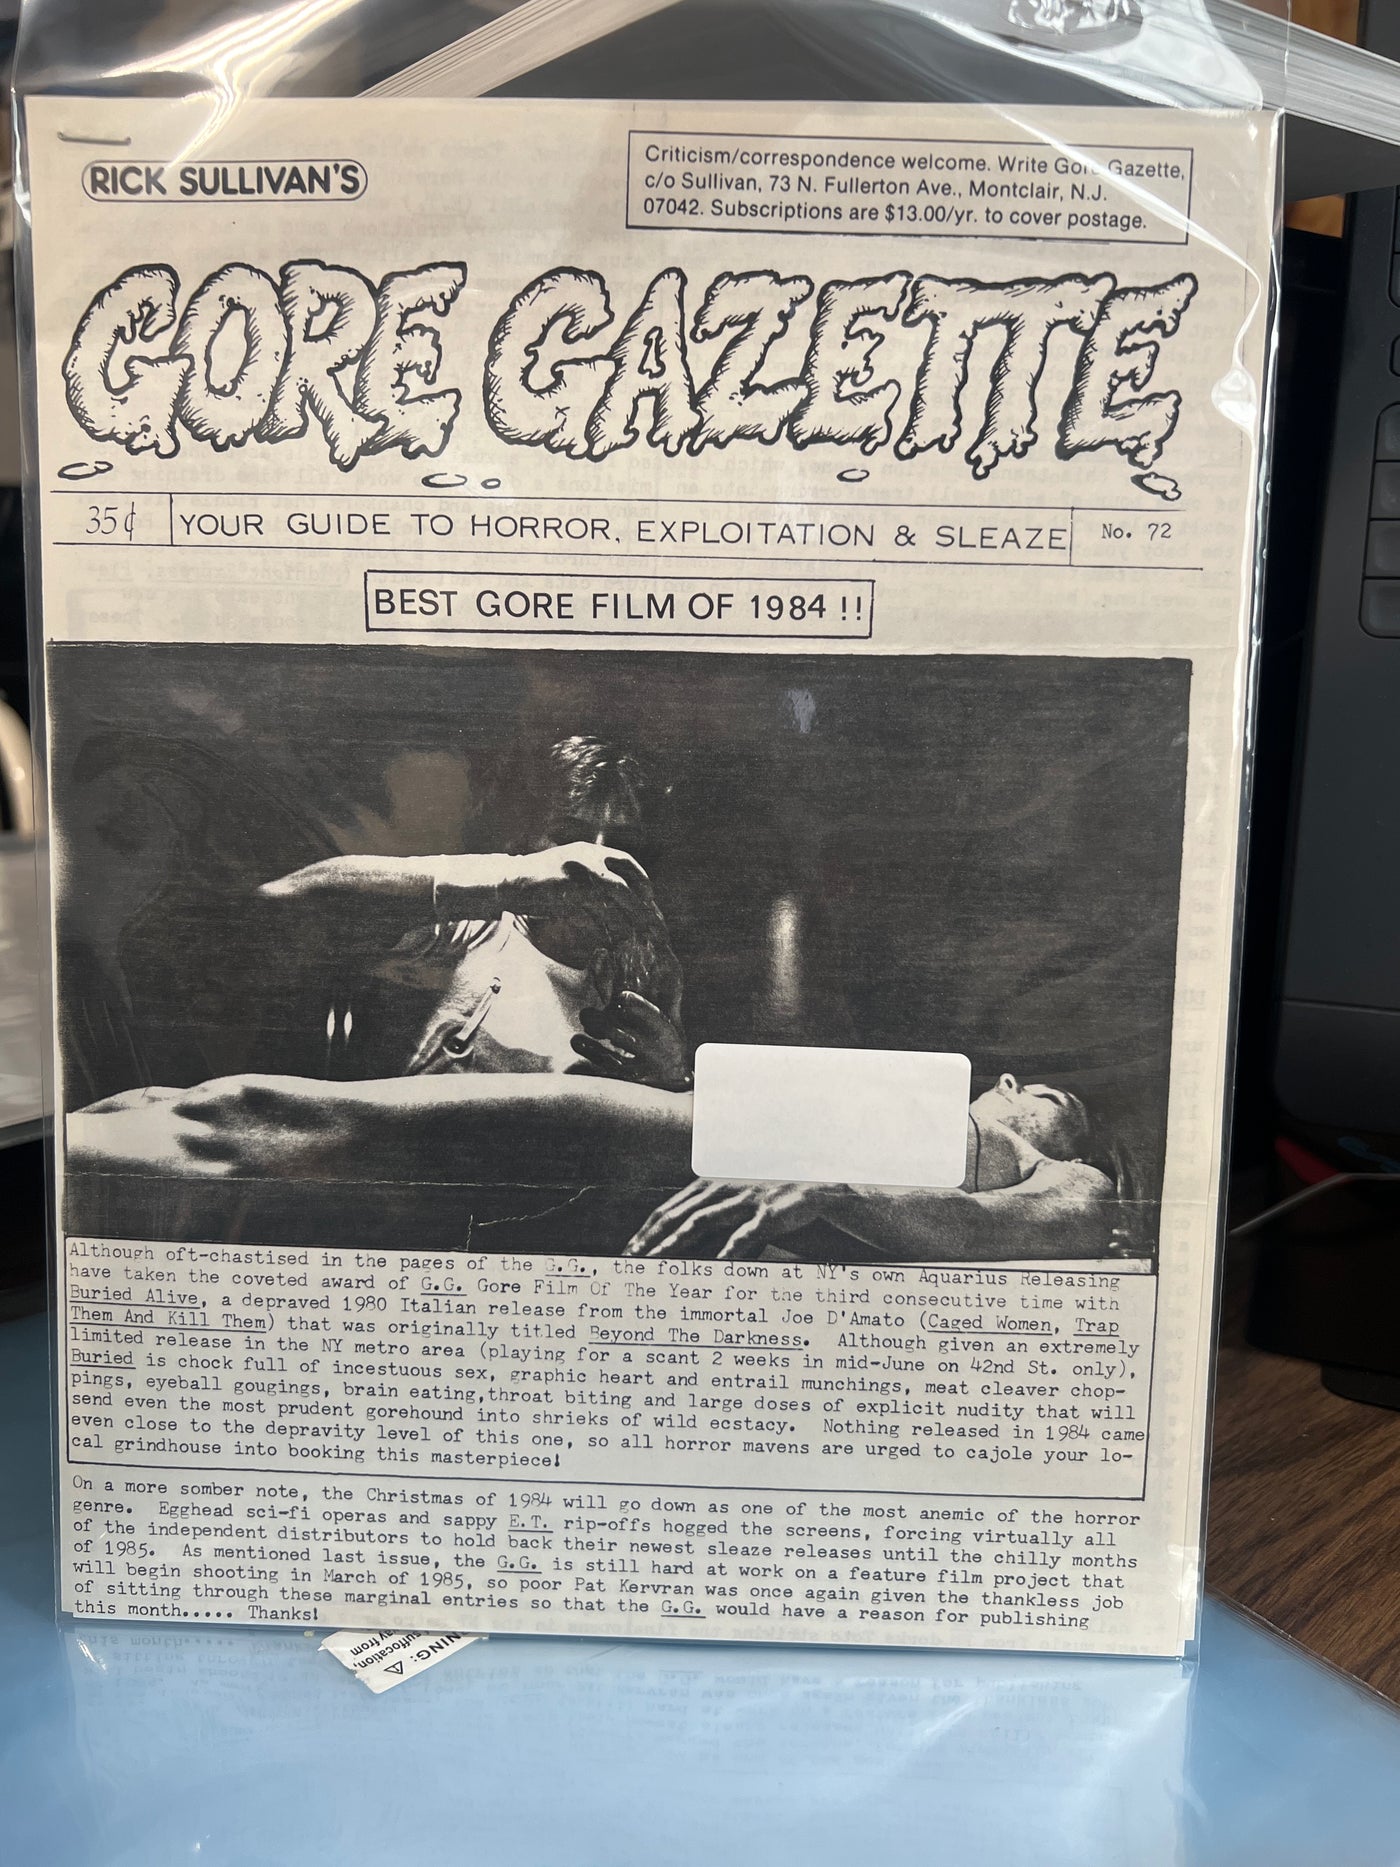 RICK SULLIVAN'S
Criticism/correspondence welcome. Write Gore Gazette,
c/o Sullivan, 73 N. Fullerton Ave., Montclair, N.J.
07042. Subscriptions are $13.00/yr. to cover postage.
GORE GAZETTE
35¢ YOUR GUIDE TO HORROR, EXPLOITATION & SLEAZE No. 72
BEST GORE FILM OF 1984 !!
Although oft-chastised in the pages of the G.G., the folks down at NY's own Aquarius Releasing
have taken the coveted award of G.G. Gore Film Of The Year for the third consecutive time with
Buried Alive, a depraved 1980 Italian release from the immortal Joe D'Amato (Caged Women, Trap
Them And Kill Them) that was originally titled Beyond The Darkness. Although given an extremely
limited release in the NY metro area (playing for a scant 2 weeks in mid-June on 42nd St. only),
Buried is chock full of incestuous sex, graphic heart and entrail munchings, meat cleaver chop-
pings, eyeball gougings, brain eating,throat biting and large doses of explicit nudity that will
send even the most prudent gorehound into shrieks of wild ecstacy. Nothing released in 1984 came
even close to the depravity level of this one, so all horror mavens are urged to cajole your lo-
cal grindhouse into booking this masterpiece!
On a more somber note, the Christmas of 1984 will go down as one of the most anemic of the horror
genre. Egghead sci-fi operas and sappy E.T. rip-offs hogged the screens, forcing virtually all
of the independent distributors to hold back their newest sleaze releases until the chilly months
of 1985. As mentioned last issue, the G.G. is still hard at work on a feature film project that
will begin shooting in March of 1985, so poor Pat Kervran was once again given the thankless job
of sitting through these marginal entries so that the G.G. would have a reason for publishing
this month..... Thanks!
NING:
suffocation,
way from